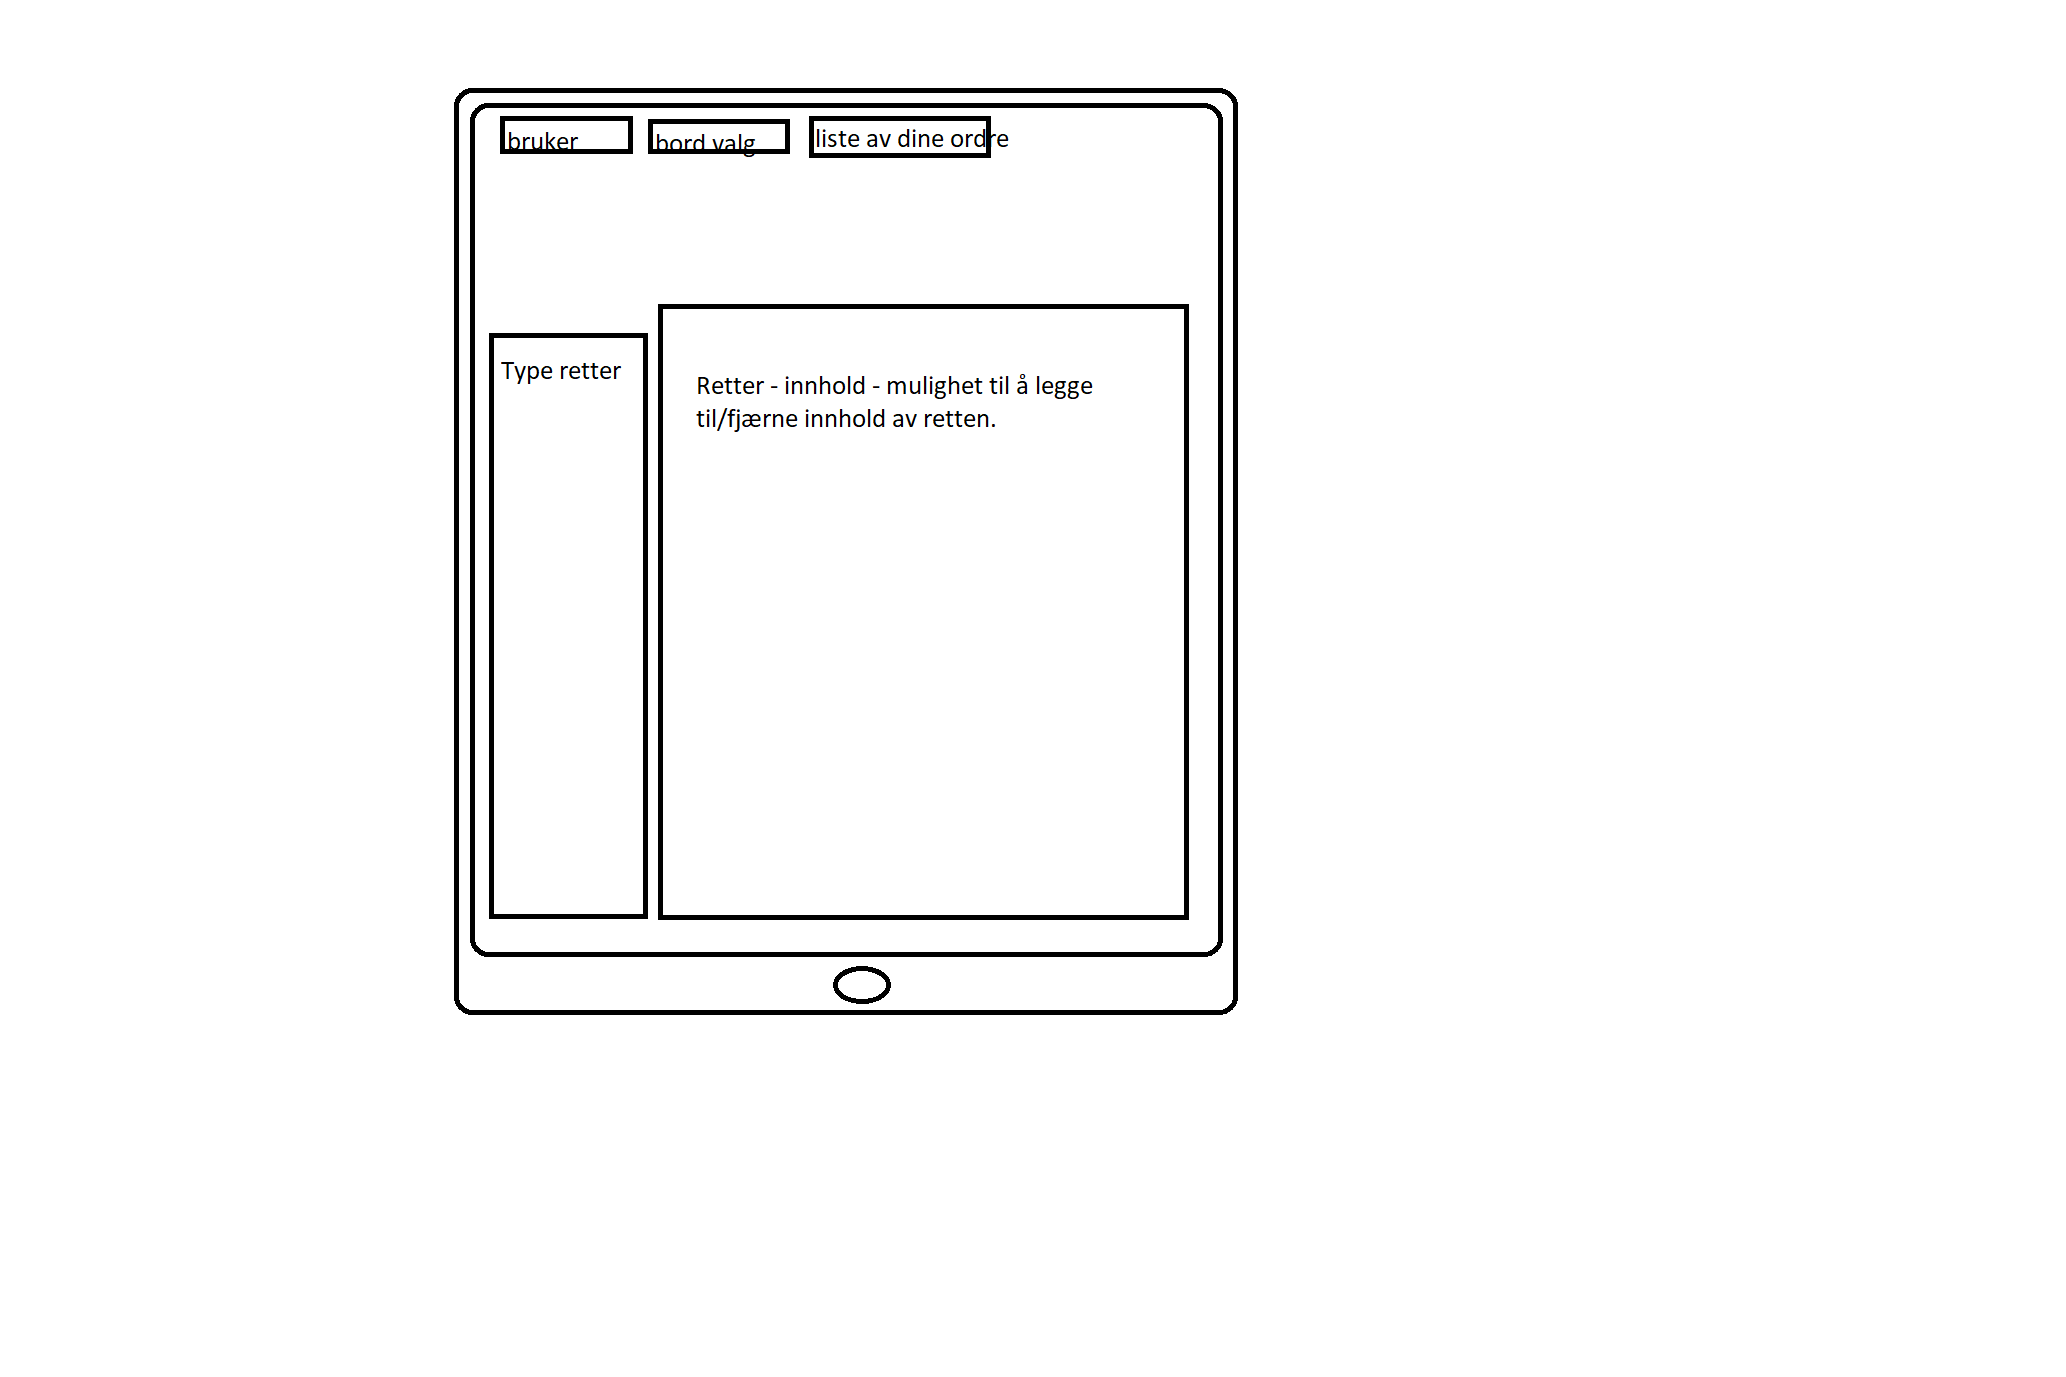 bruker
bord valg
liste av dine ordre
Type retter
Retter - innhold - mulighet til å legge
til/fjærne innhold av retten.